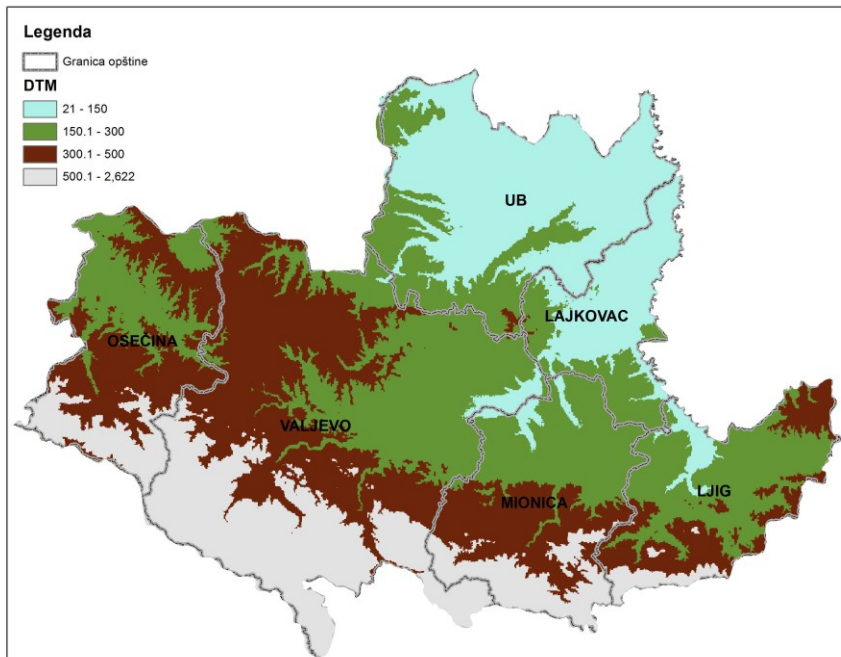 Legenda
Granica opštine
DTM
21 - 150
150.1 - 300
300.1 - 500
500.1 - 2,622
UB
LAJKOVAC
OSEČINA
VALJEVO
MIONICA
LJIG